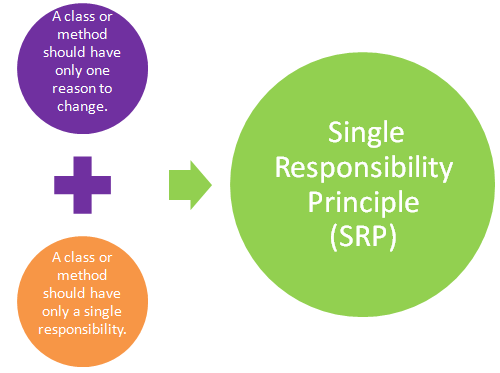 A class or
method
should have
only one
reason to
change.
A class or
method
should have
only a single
responsibility.
Single
Responsibility
Principle
(SRP)